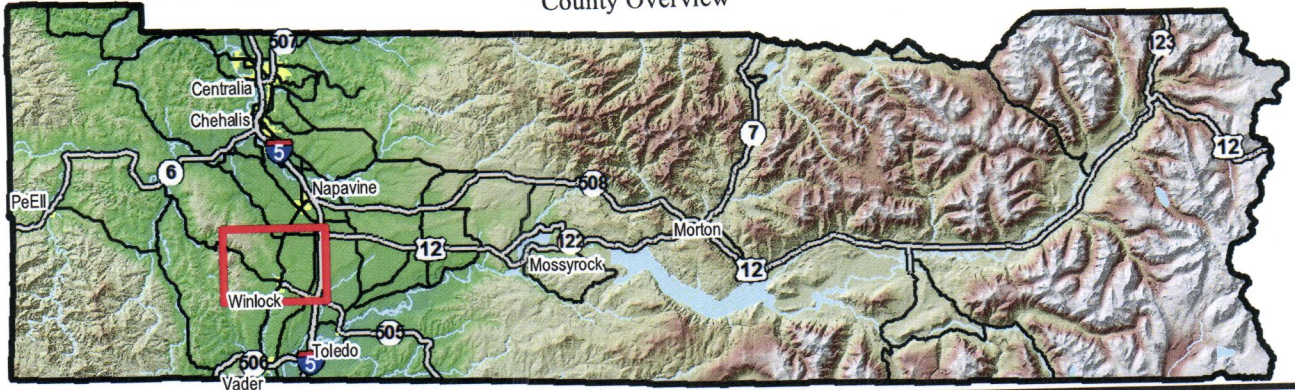 County Overview
507
123
Centralia
Chehalis
5
7
12
6
Napavine
508
PeEll
Morton
12
122
Mossyrock
12
Winlock
505
Toledo
506
5
Vader